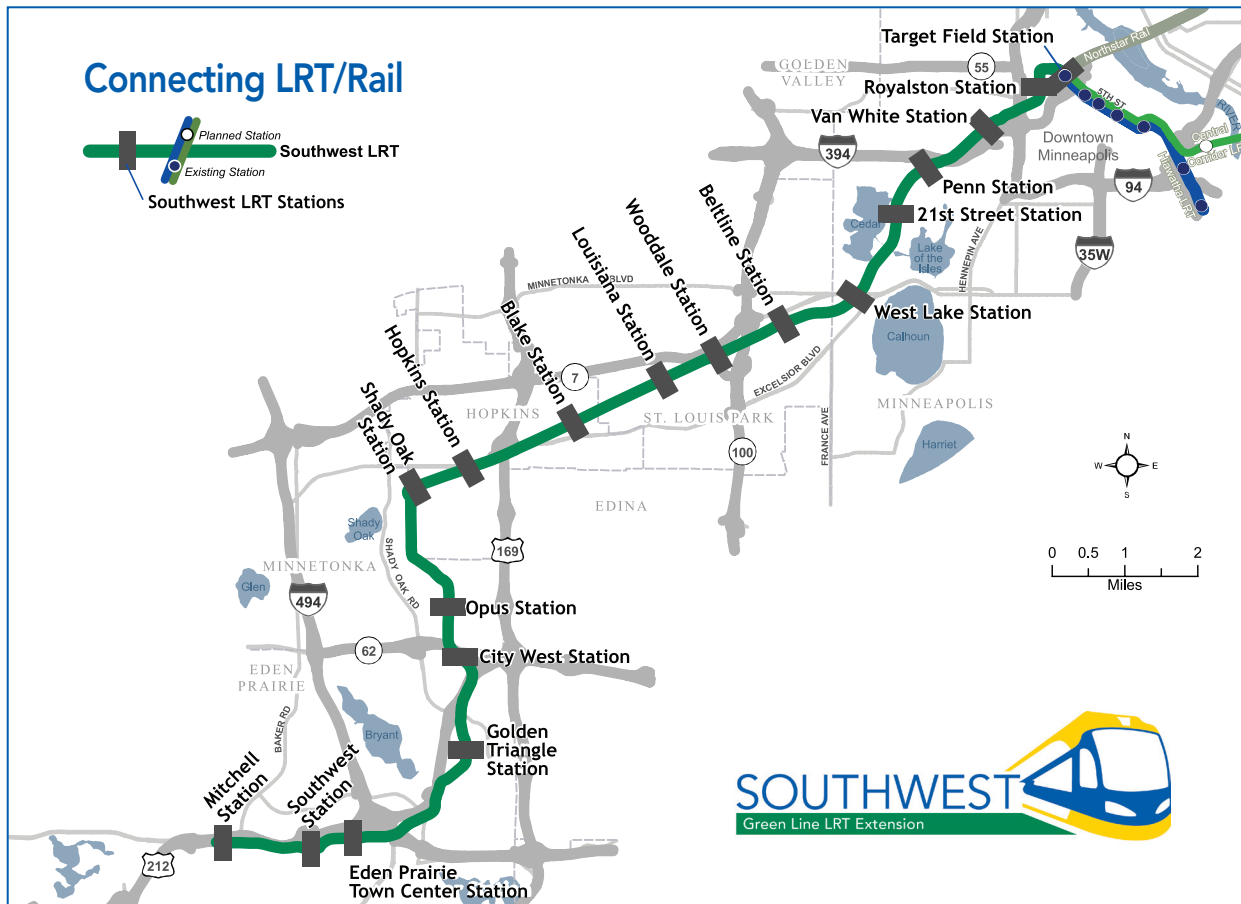 Connecting LRT/Rail
Planned Station
Southwest LRT
Existing Station
Southwest LRT Stations
Target Field Station
Northstar Rail
GOLDEN
VALLEY
55
Royalston Station
5TH ST
RIVER
Van White Station
Downtown
Minneapolis
Central
Corridor
Hiawatha LRT
394
94
Penn Station
21st Street Station
Cedar
Lake
of the
Isles
HENNEPIN AVE
35W
Beltline Station
Wooddale Station
Louisiana Station
MINNETONKA BLVD
West Lake Station
Calhoun
Blake Station
Hopkins Station
Shady Oak
Station
7
EXCELSIOR BLVD
HOPKINS
ST. LOUIS PARK
MINNEAPOLIS
FRANCE AVE
Harriet
100
N
W
E
S
EDINA
Shady
Oak
SHADY OAK RD
169
0 0.5 1 2
Miles
MINNETONKA
Glen
494
Opus Station
62
City West Station
EDEN
PRAIRIE
BAKER RD
Bryant
Golden
Triangle
Station
Mitchell
Station
Southwest
Station
212
Eden Prairie
Town Center Station
SOUTHWEST
Green Line LRT Extension